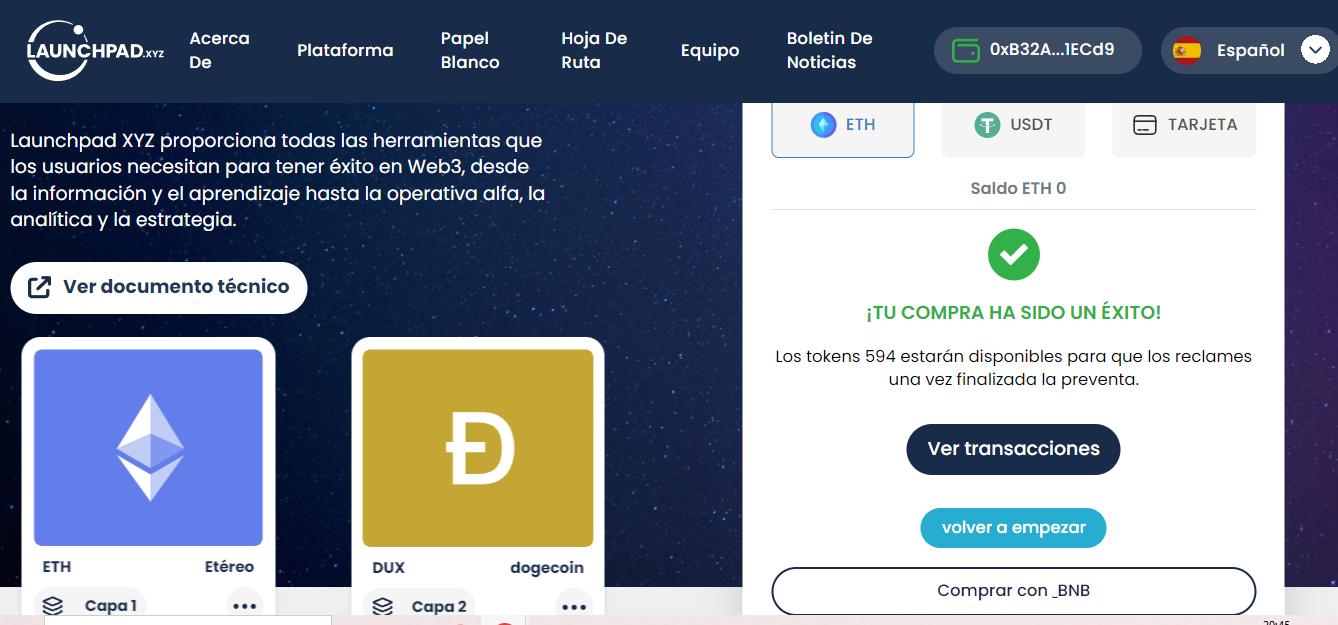 LAUNCHPAD.XYZ
Acerca
De
Plataforma
Papel
Blanco
Hoja De
Ruta
Equipo
Boletin De
Noticias
0xB32A...1ECd9
Español
Launchpad XYZ proporciona todas las herramientas que
los usuarios necesitan para tener éxito en Web3, desde
la información y el aprendizaje hasta la operativa alfa, la
analítica y la estrategia.
Ver documento técnico
ETH Etéreo
Capa 1
DUX dogecoin
Capa 2
ETH
USDT
TARJETA
Saldo ETH 0
¡TU COMPRA HA SIDO UN ÉXITO!
Los tokens 594 estarán disponibles para que los reclames
una vez finalizada la preventa.
Ver transacciones
volver a empezar
Comprar con _BNB